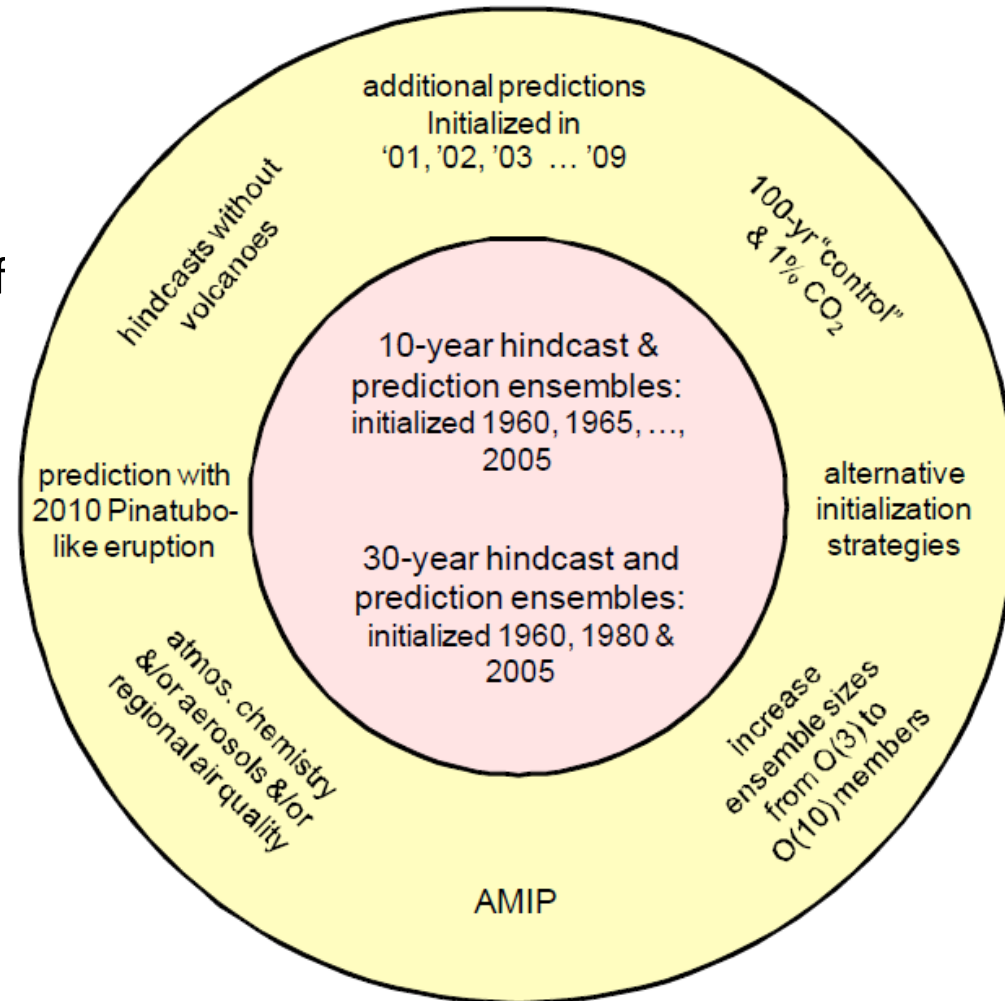 additional predictions
Initialized in
‘01, ’02, ’03 … ’09
hindcasts without
volcanoes
100-yr “control”
& 1% CO₂
f
10-year hindcast &
prediction ensembles:
initialized 1960, 1965, …,
2005
prediction with
2010 Pinatubo-
like eruption
alternative
initialization
strategies
30-year hindcast and
prediction ensembles:
initialized 1960, 1980 &
2005
atmos. chemistry
&/or aerosols &/or
regional air quality
increase
ensemble sizes
from O(3) to
O(10) members
AMIP